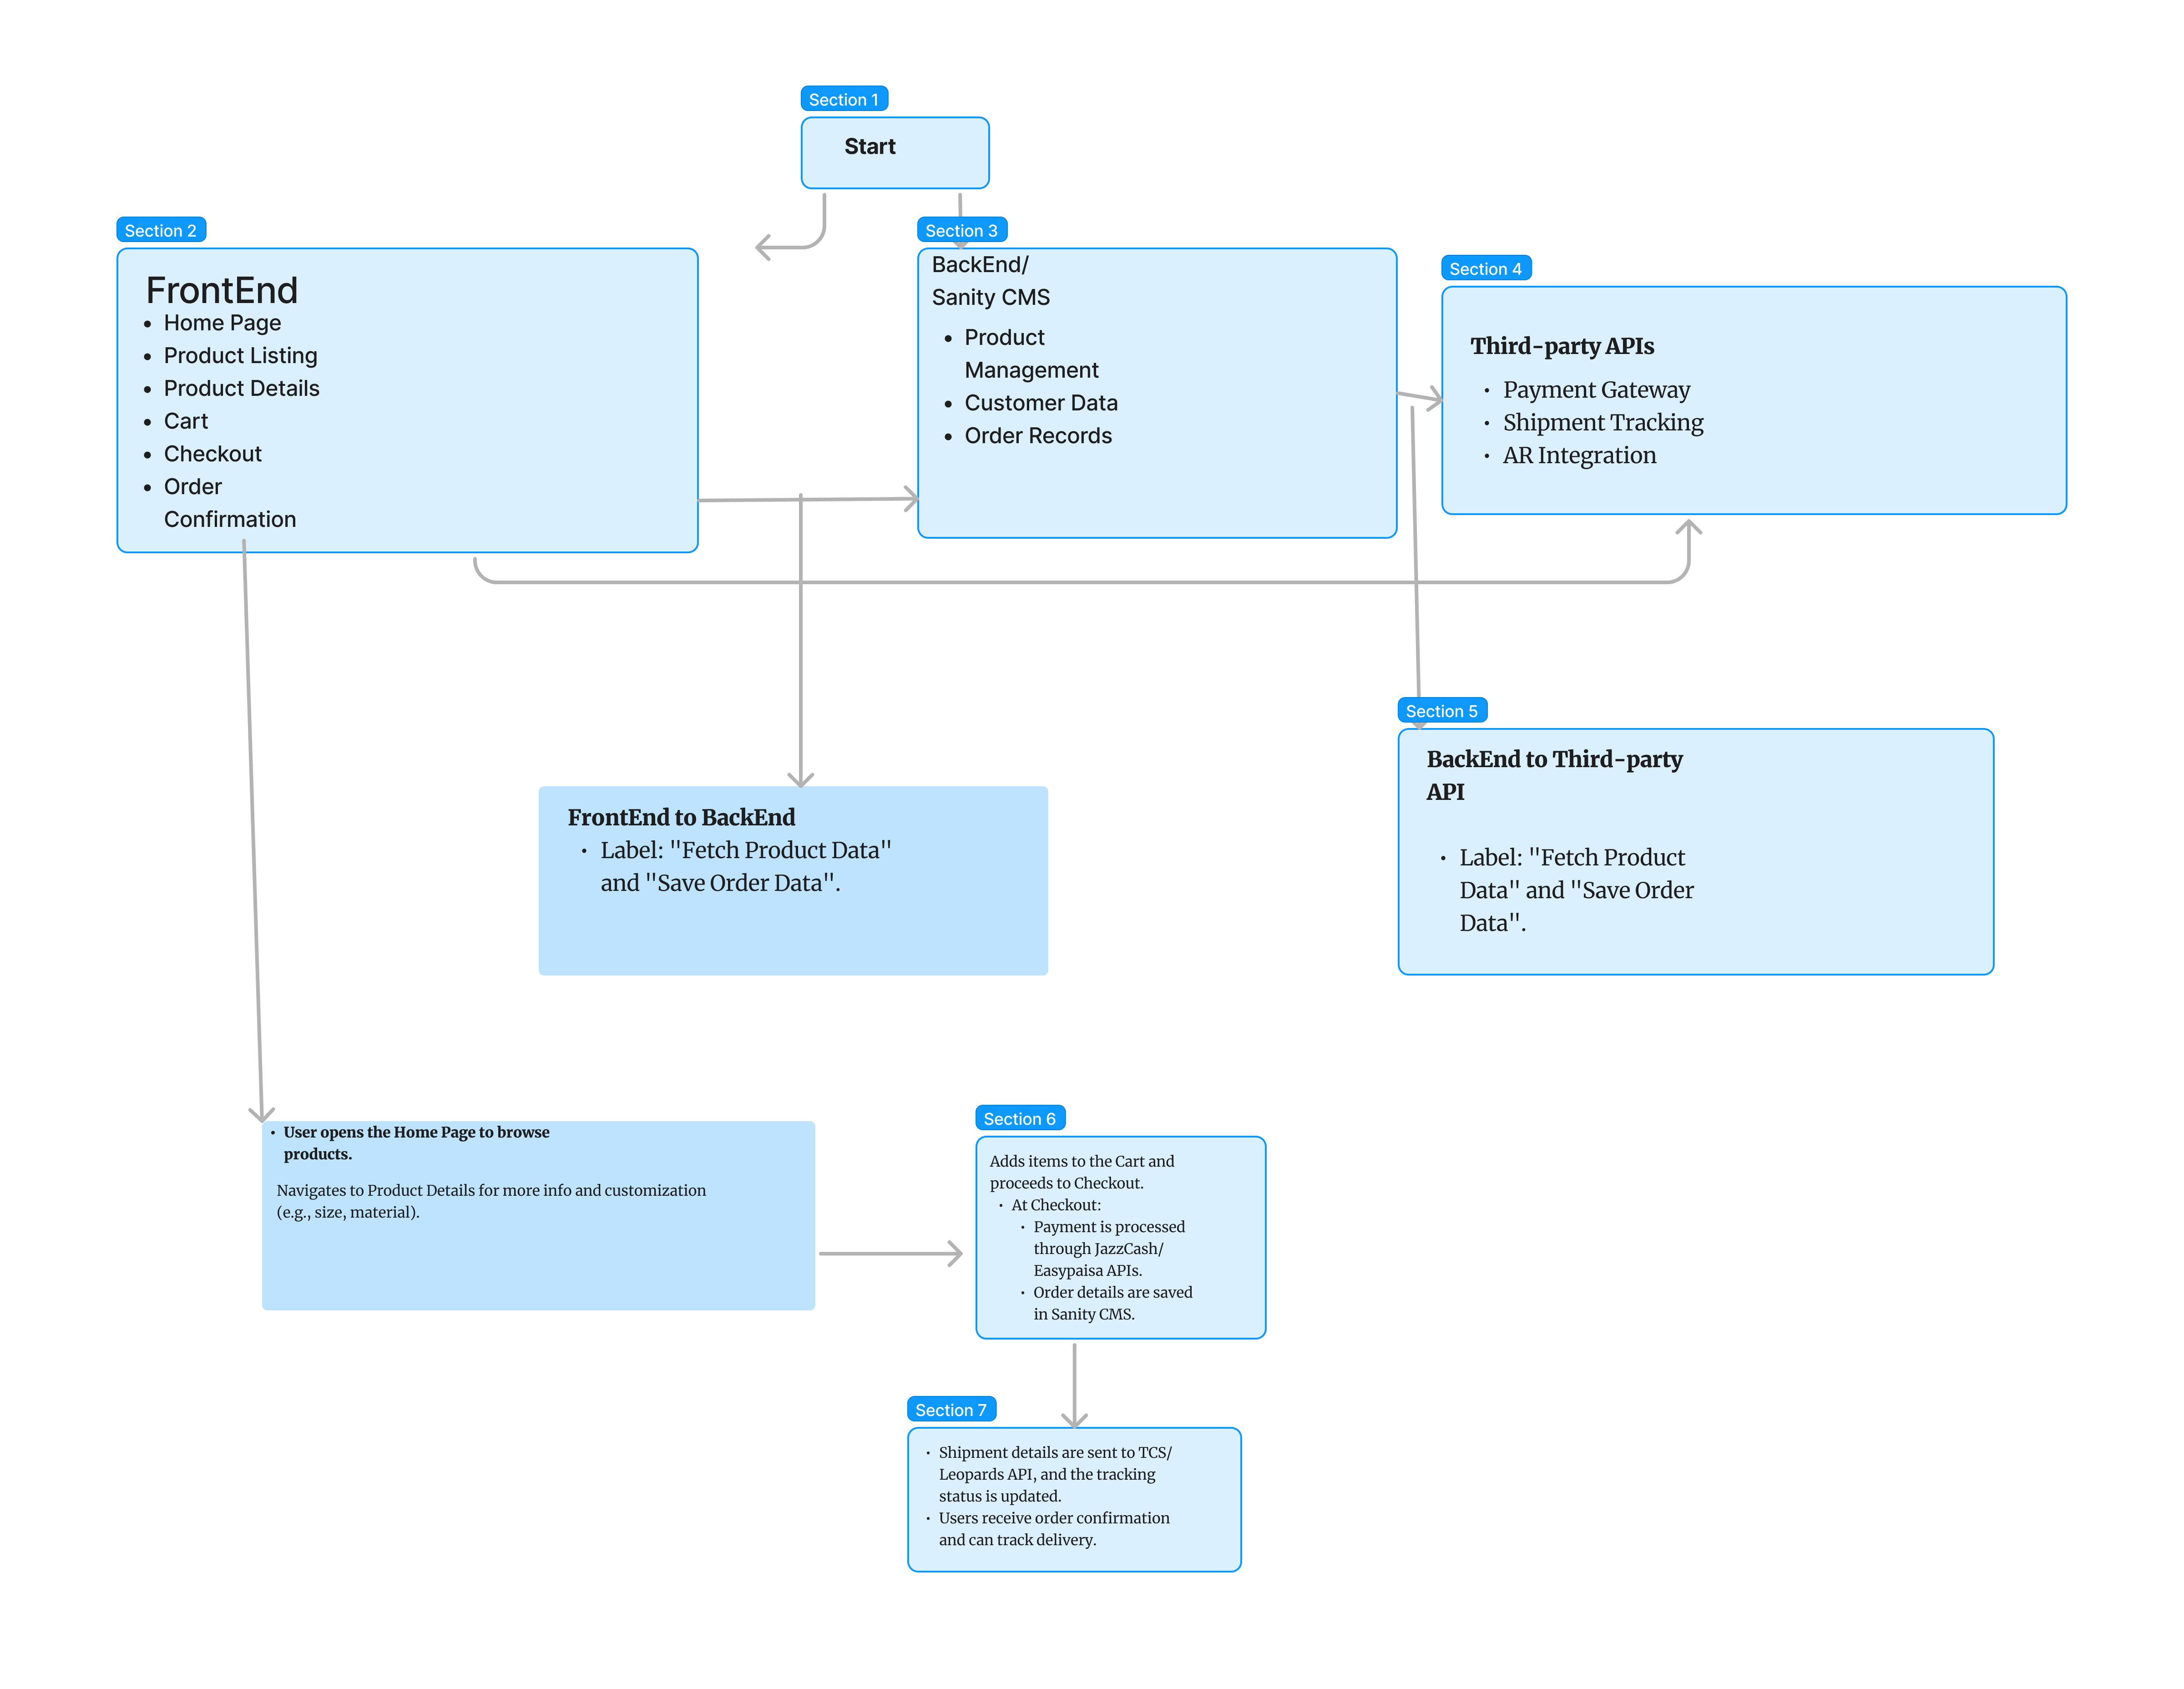 Section 1
Start
Section 2
FrontEnd
• Home Page
• Product Listing
• Product Details
• Cart
• Checkout
• Order
Confirmation
Section 3
BackEnd/
Sanity CMS
• Product
Management
• Customer Data
• Order Records
Section 4
Third-party APIs
• Payment Gateway
• Shipment Tracking
• AR Integration
FrontEnd to BackEnd
• Label: "Fetch Product Data"
and "Save Order Data".
Section 5
BackEnd to Third-party
API
• Label: "Fetch Product
Data" and "Save Order
Data".
• User opens the Home Page to browse
products.
Navigates to Product Details for more info and customization
(e.g., size, material).
Section 6
Adds items to the Cart and
proceeds to Checkout.
• At Checkout:
• Payment is processed
through JazzCash/
Easypaisa APIs.
• Order details are saved
in Sanity CMS.
Section 7
• Shipment details are sent to TCS/
Leopards API, and the tracking
status is updated.
• Users receive order confirmation
and can track delivery.